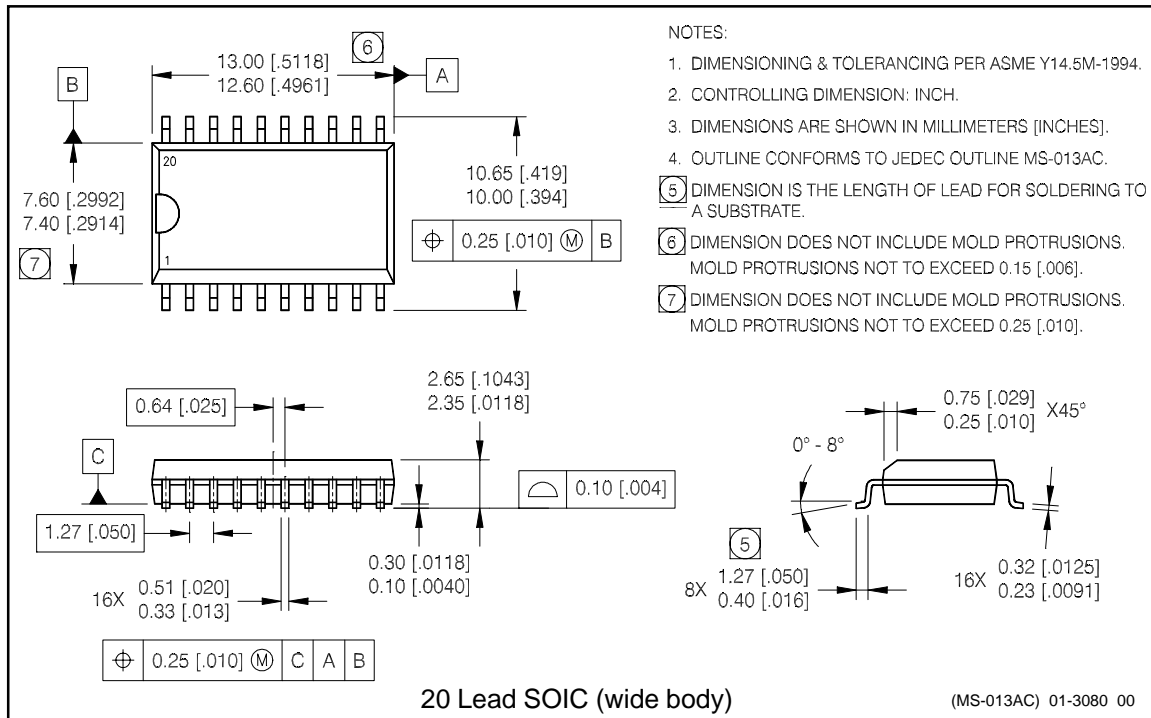 13.00 [.5118]
12.60 [.4961]
6
A
B
20
1
7.60 [.2992]
7.40 [.2914]
7
10.65 [.419]
10.00 [.394]
⌖ 0.25 [.010] Ⓜ B
NOTES:
1. DIMENSIONING & TOLERANCING PER ASME Y14.5M-1994.
2. CONTROLLING DIMENSION: INCH.
3. DIMENSIONS ARE SHOWN IN MILLIMETERS [INCHES].
4. OUTLINE CONFORMS TO JEDEC OUTLINE MS-013AC.
5 DIMENSION IS THE LENGTH OF LEAD FOR SOLDERING TO
A SUBSTRATE.
6 DIMENSION DOES NOT INCLUDE MOLD PROTRUSIONS.
MOLD PROTRUSIONS NOT TO EXCEED 0.15 [.006].
7 DIMENSION DOES NOT INCLUDE MOLD PROTRUSIONS.
MOLD PROTRUSIONS NOT TO EXCEED 0.25 [.010].
0.64 [.025]
2.65 [.1043]
2.35 [.0118]
C
⌓ 0.10 [.004]
1.27 [.050]
0.30 [.0118]
0.10 [.0040]
16X 0.51 [.020]
0.33 [.013]
⌖ 0.25 [.010] Ⓜ C A B
0.75 [.029]
0.25 [.010] X45°
0° - 8°
5
8X 1.27 [.050]
0.40 [.016]
16X 0.32 [.0125]
0.23 [.0091]
20 Lead SOIC (wide body)
(MS-013AC) 01-3080 00